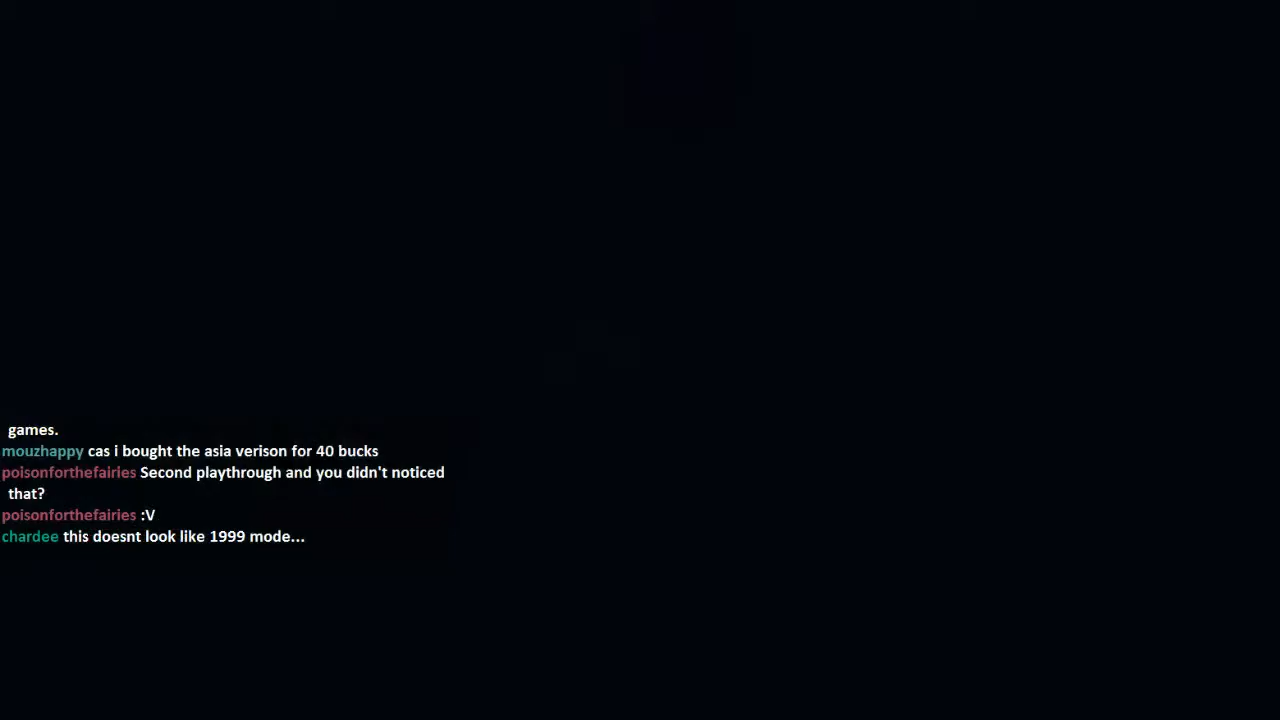 games.
mouzhappy cas i bought the asia verison for 40 bucks
poisonforthefairies Second playthrough and you didn't noticed
that?
poisonforthefairies :V
chardee this doesnt look like 1999 mode...